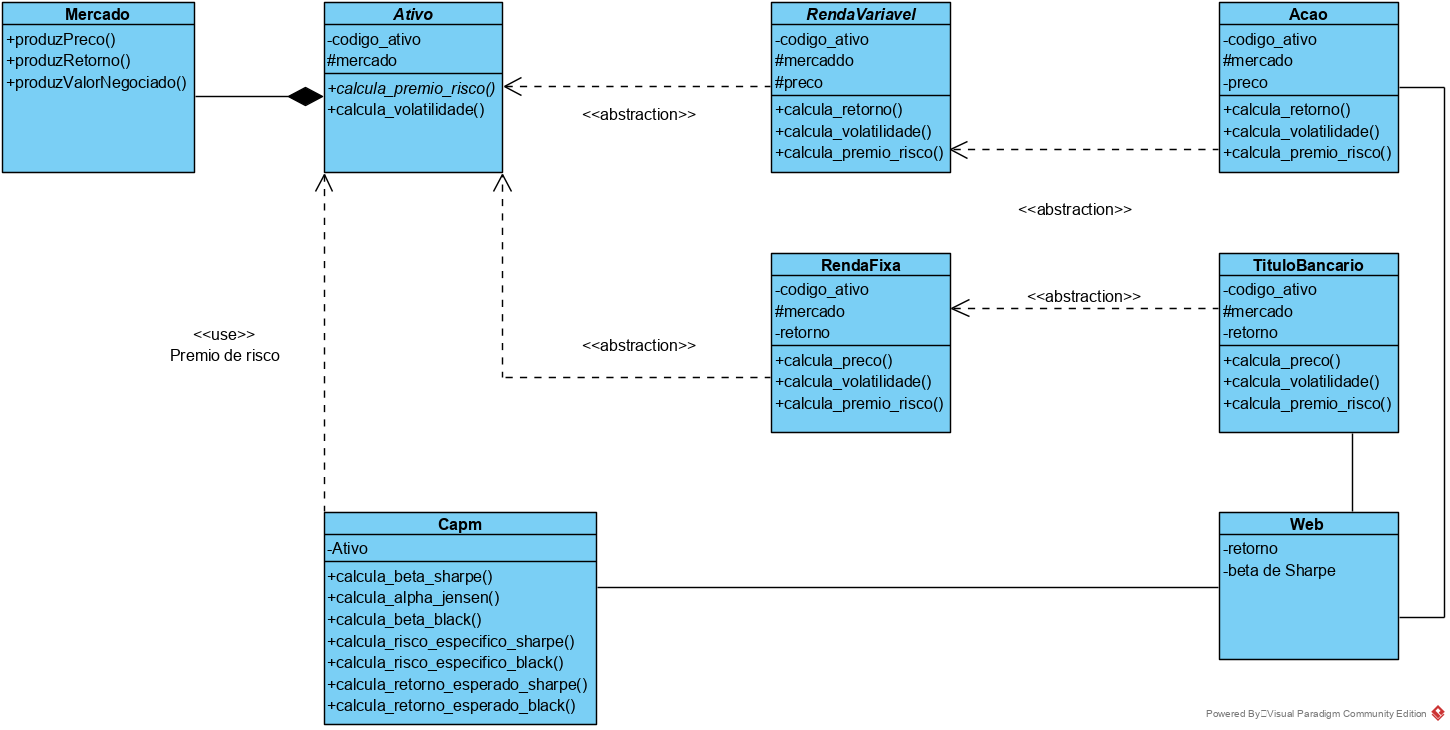 Mercado
+produzPreco()
+produzRetorno()
+produzValorNegociado()
Ativo
-codigo_ativo
#mercado
+calcula_premio_risco()
+calcula_volatilidade()
<<abstraction>>
RendaVariavel
-codigo_ativo
#mercaddo
#preco
+calcula_retorno()
+calcula_volatilidade()
+calcula_premio_risco()
Acao
-codigo_ativo
#mercado
-preco
+calcula_retorno()
+calcula_volatilidade()
+calcula_premio_risco()
<<abstraction>>
RendaFixa
-codigo_ativo
#mercado
-retorno
+calcula_preco()
+calcula_volatilidade()
+calcula_premio_risco()
<<abstraction>>
TituloBancario
-codigo_ativo
#mercado
-retorno
+calcula_preco()
+calcula_volatilidade()
+calcula_premio_risco()
<<use>>
Premio de risco
<<abstraction>>
Capm
-Ativo
+calcula_beta_sharpe()
+calcula_alpha_jensen()
+calcula_beta_black()
+calcula_risco_especifico_sharpe()
+calcula_risco_especifico_black()
+calcula_retorno_esperado_sharpe()
+calcula_retorno_esperado_black()
Web
-retorno
-beta de Sharpe
Powered By Visual Paradigm Community Edition